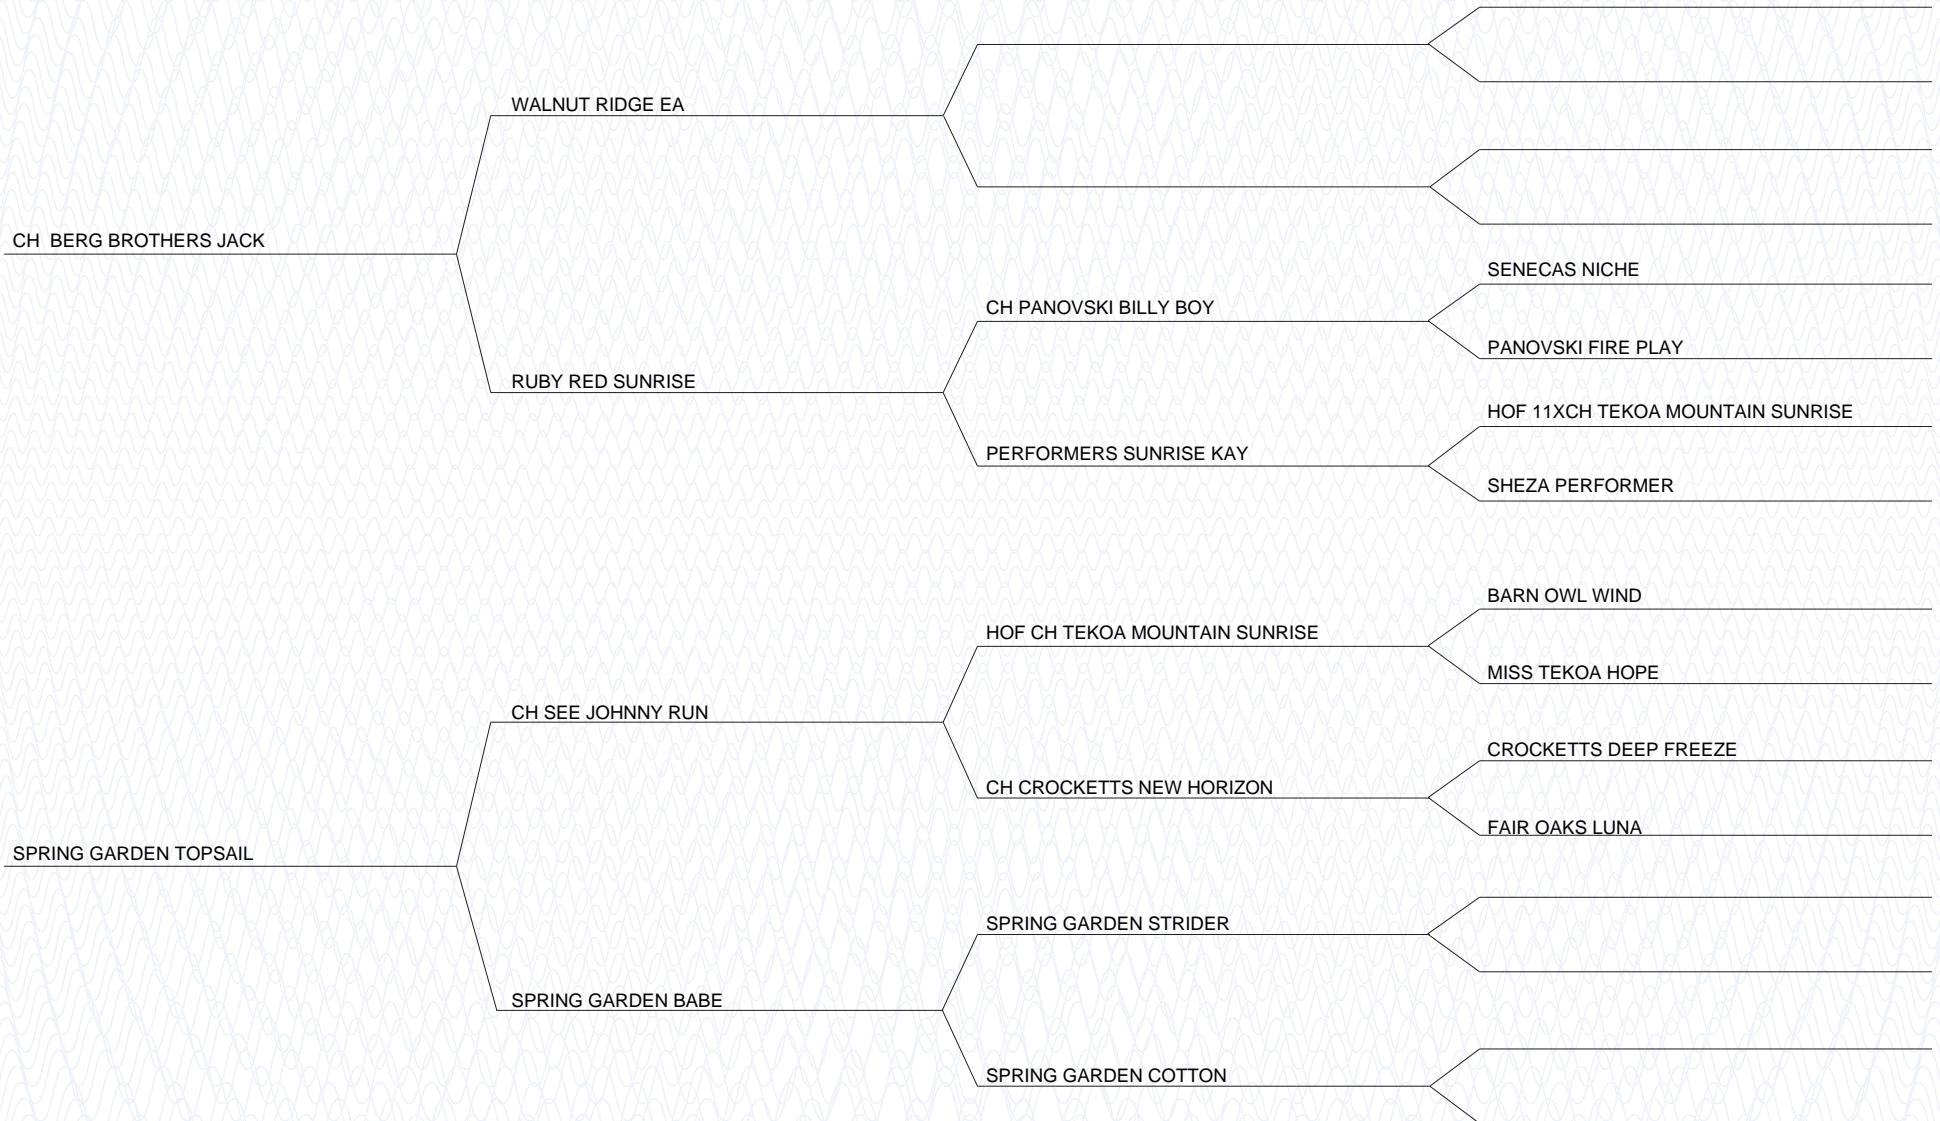 WALNUT RIDGE EA
CH  BERG BROTHERS JACK
SENECAS NICHE
CH PANOVSKI BILLY BOY
PANOVSKI FIRE PLAY
RUBY RED SUNRISE
HOF 11XCH TEKOA MOUNTAIN SUNRISE
PERFORMERS SUNRISE KAY
SHEZA PERFORMER
BARN OWL WIND
HOF CH TEKOA MOUNTAIN SUNRISE
MISS TEKOA HOPE
CH SEE JOHNNY RUN
CROCKETTS DEEP FREEZE
CH CROCKETTS NEW HORIZON
FAIR OAKS LUNA
SPRING GARDEN TOPSAIL
SPRING GARDEN STRIDER
SPRING GARDEN BABE
SPRING GARDEN COTTON